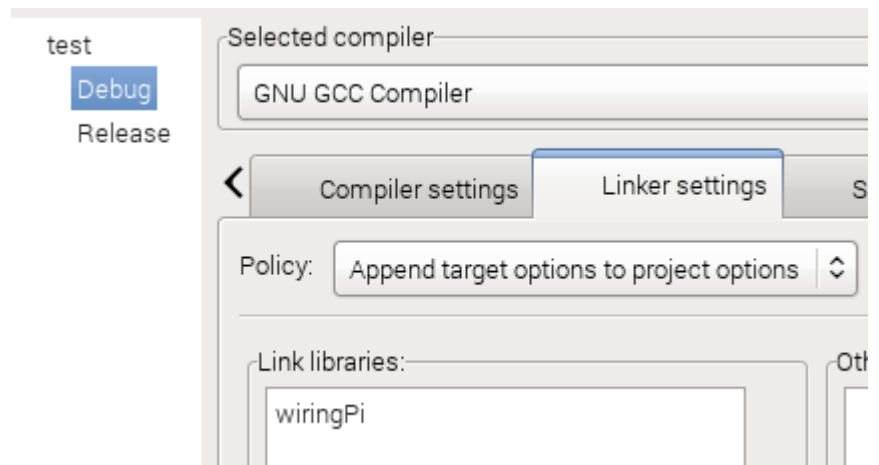 test
Debug
Release
Selected compiler
GNU GCC Compiler
Compiler settings
Linker settings
S
Policy:
Append target options to project options
Link libraries:
Oth
wiringPi